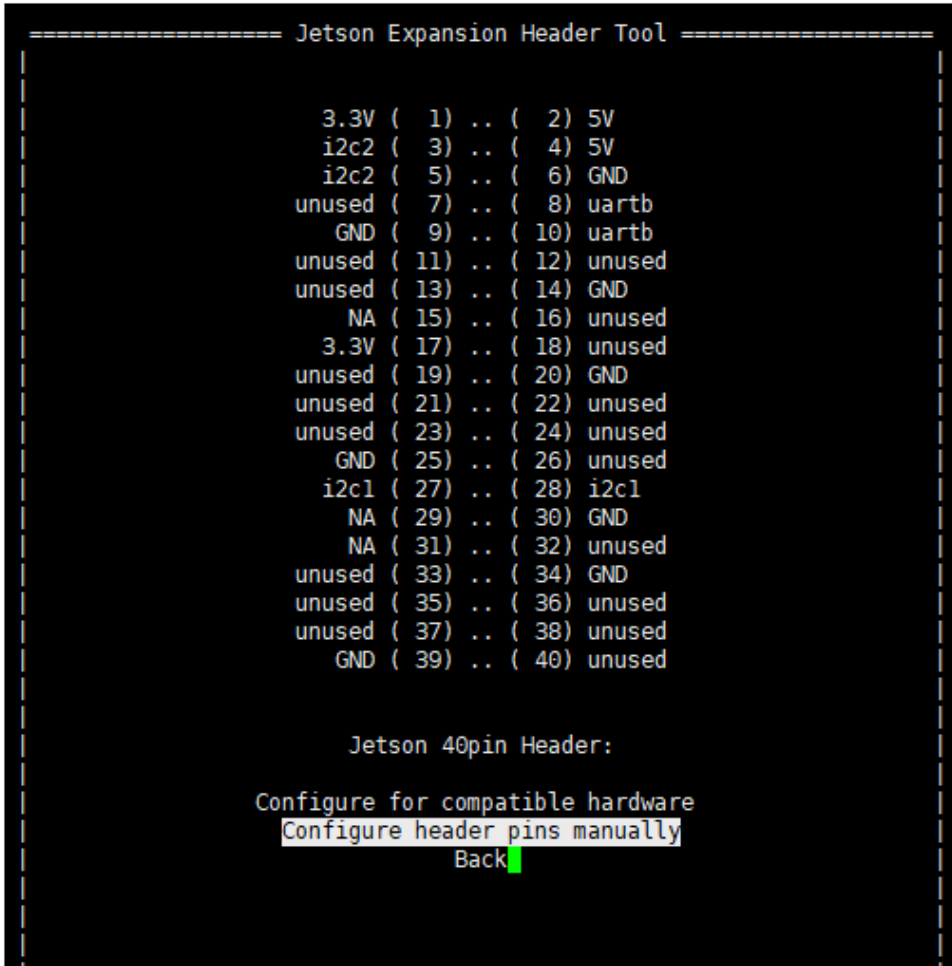 =================== Jetson Expansion Header Tool ===================
3.3V ( 1) .. ( 2) 5V
i2c2 ( 3) .. ( 4) 5V
i2c2 ( 5) .. ( 6) GND
unused ( 7) .. ( 8) uartb
GND ( 9) .. ( 10) uartb
unused ( 11) .. ( 12) unused
unused ( 13) .. ( 14) GND
NA ( 15) .. ( 16) unused
3.3V ( 17) .. ( 18) unused
unused ( 19) .. ( 20) GND
unused ( 21) .. ( 22) unused
unused ( 23) .. ( 24) unused
GND ( 25) .. ( 26) unused
i2c1 ( 27) .. ( 28) i2c1
NA ( 29) .. ( 30) GND
NA ( 31) .. ( 32) unused
unused ( 33) .. ( 34) GND
unused ( 35) .. ( 36) unused
unused ( 37) .. ( 38) unused
GND ( 39) .. ( 40) unused
Jetson 40pin Header:
Configure for compatible hardware
Configure header pins manually
Back